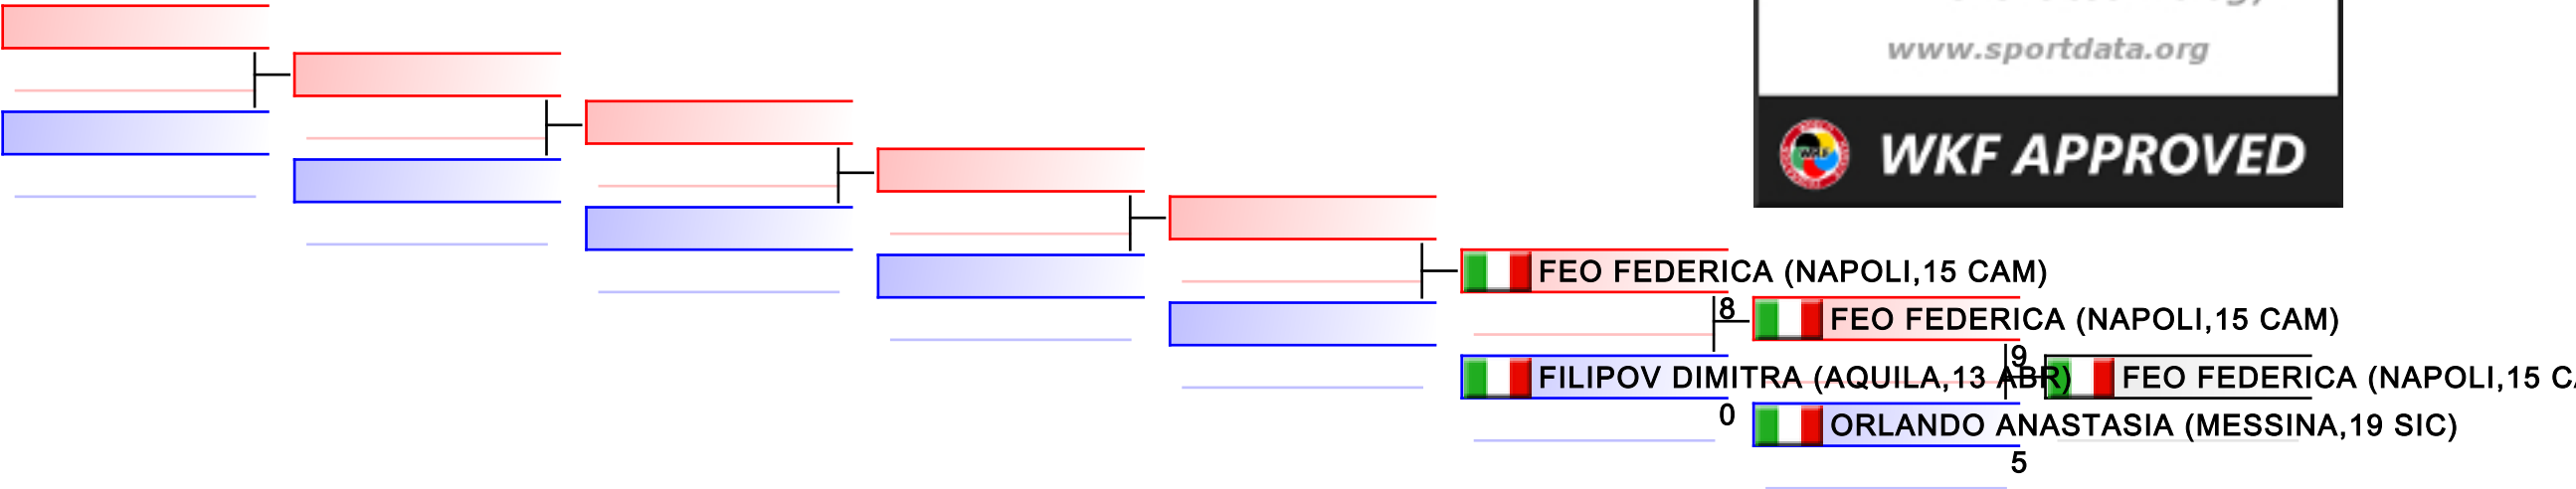 www.sportdata.org
WKF APPROVED
FEO FEDERICA (NAPOLI,15 CAM)
8
FEO FEDERICA (NAPOLI,15 CAM)
9
FILIPOV DIMITRA (AQUILA,13 ABR)
FEO FEDERICA (NAPOLI,15
0
ORLANDO ANASTASIA (MESSINA,19 SIC)
5